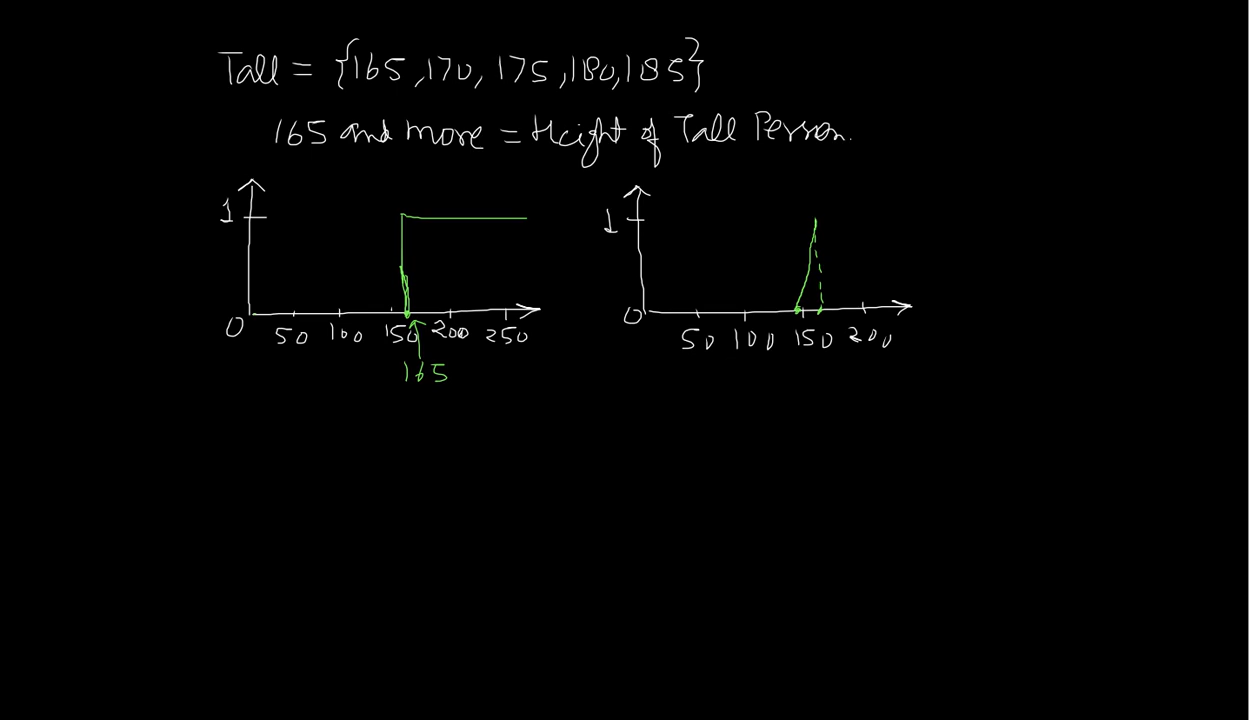 Tall = {165, 170, 175, 180, 185}
165 and more = Height of Tall Person.
1
0 50 100 150 200 250
165
1
0 50 100 150 200